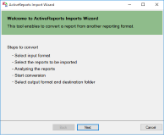 Welcome to ActiveReports Import Wizard
Welcome to ActiveReports Import Wizard
This tool enables to convert a report from another reporting format.
Steps to convert
- Select input format
- Select the reports to be imported
- Analyzing the reports
- Start conversion
- Select output format and destination folder
Next
Cancel